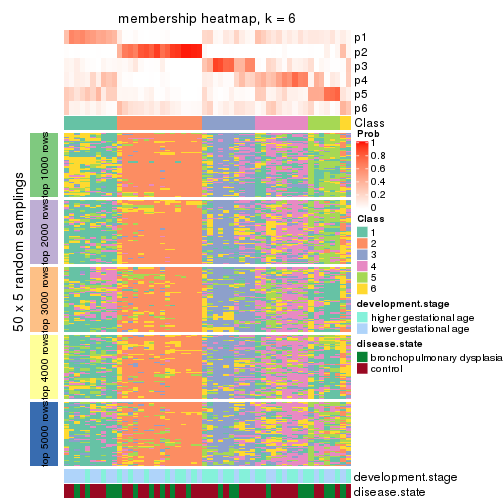 membership heatmap, k = 6
p1
p2
p3
p4
p5
p6
Class
Prob
1
0.8
0.6
0.4
0.2
0
Class
1
2
3
4
5
6
development.stage
higher gestational age
lower gestational age
disease.state
bronchopulmonary dysplasia
control
50 x 5 random samplings
top 1000 rows
top 2000 rows
top 3000 rows
top 4000 rows
top 5000 rows
development.stage
disease.state